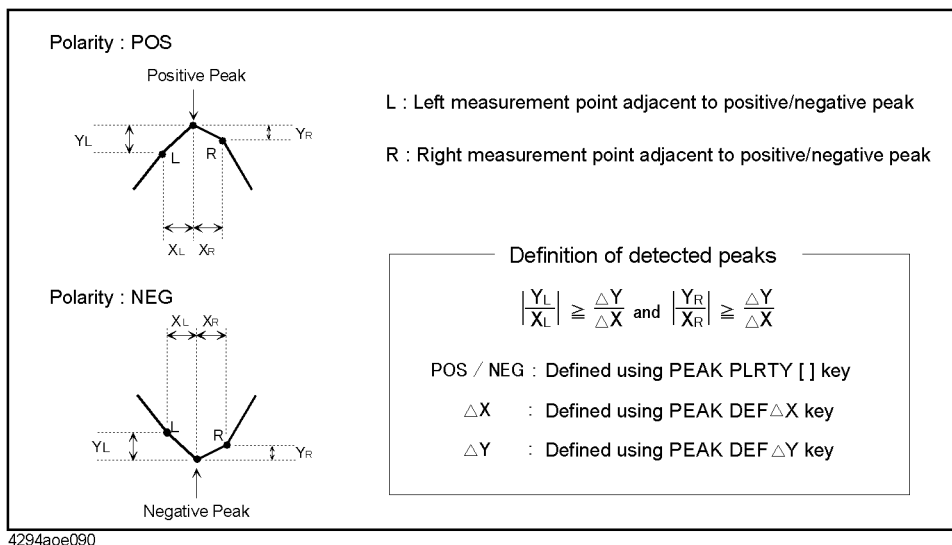 Polarity : POS
Positive Peak
YL
L
R
YR
XL XR
L : Left measurement point adjacent to positive/negative peak
R : Right measurement point adjacent to positive/negative peak
Polarity : NEG
XL XR
L
R
YL
YR
Negative Peak
Definition of detected peaks
|YL/XL| ≧ △Y/△X and |YR/XR| ≧ △Y/△X
POS / NEG : Defined using PEAK PLRTY [ ] key
△X : Defined using PEAK DEF△X key
△Y : Defined using PEAK DEF△Y key
4294aoe090